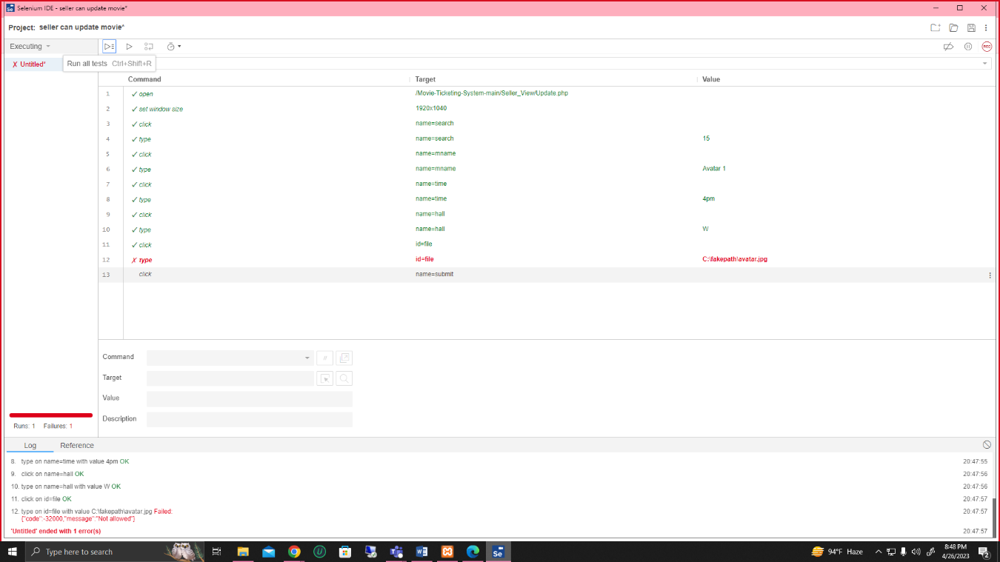 Selenium IDE - seller can update movie*
Project: seller can update movie*
Executing
Run all tests Ctrl+Shift+R
X Untitled*
Command Target Value
1 ✓ open /Movie-Ticketing-System-main/Seller_View/Update.php
2 ✓ set window size 1920x1040
3 ✓ click name=search
4 ✓ type name=search 15
5 ✓ click name=mname
6 ✓ type name=mname Avatar 1
7 ✓ click name=time
8 ✓ type name=time 4pm
9 ✓ click name=hall
10 ✓ type name=hall W
11 ✓ click id=file
12 ✗ type id=file C:\fakepath\avatar.jpg
13 click name=submit
Command //
Target
Value
Description
Runs: 1 Failures: 1
Log Reference
8. type on name=time with value 4pm OK 20:47:55
9. click on name=hall OK 20:47:56
10. type on name=hall with value W OK 20:47:56
11. click on id=file OK 20:47:57
12. type on id=file with value C:\fakepath\avatar.jpg Failed: 20:47:57
{"code":-32000,"message":"Not allowed"}
'Untitled' ended with 1 error(s) 20:47:57
Type here to search
94°F Haze
8:48 PM
4/26/2023
2
REC
Se